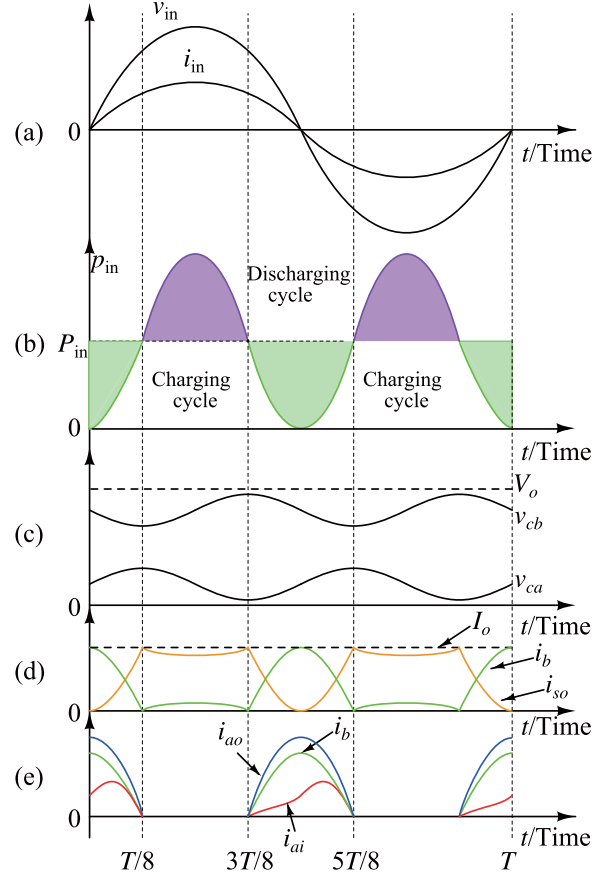 v_in
i_in
(a)
0
t/Time
p_in
Discharging
cycle
(b)
P_in
Charging
cycle
Charging
cycle
0
t/Time
V_o
v_cb
(c)
v_ca
0
t/Time
I_o
(d)
i_b
i_so
0
t/Time
i_ao
i_b
(e)
0
i_ai
t/Time
T/8
3T/8
5T/8
T